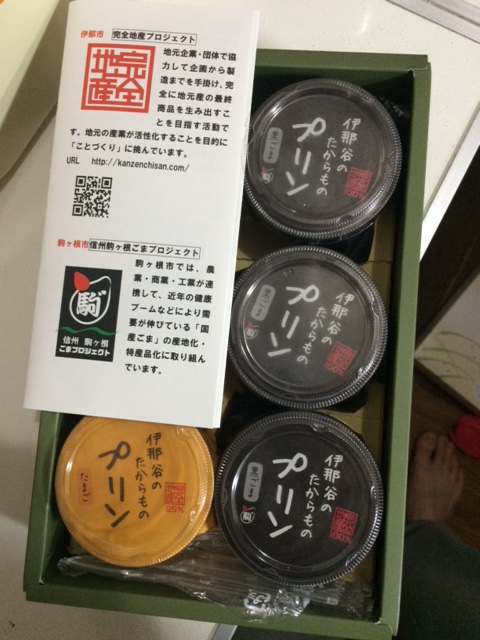 伊那市 完全地産プロジェクト
完全
地産
地元企業・団体で協
力して企画から製
造までを手掛け、完
全に地元産の最終
商品を生み出すこ
とを目指す活動で
す。地元の産業が活性化することを目的に
「ことづくり」に挑んでいます。
URL http://kanzenchisan.com/
駒ヶ根市 信州駒ヶ根ごまプロジェクト
駒ヶ根市では、農
業・商業・工業が連
携して、近年の健康
ブームなどにより需
要が伸びている「国
産ごま」の産地化・
特産品化に取り組ん
でいます。
駒
信州 駒ヶ根
ごまプロジェクト
伊那谷の
たからもの
プリン
黒ごま
伊那谷の
たからもの
プリン
黒ごま
伊那谷の
たからもの
プリン
黒ごま
100%
伊那谷の
たからもの
プリン
たまご
95%